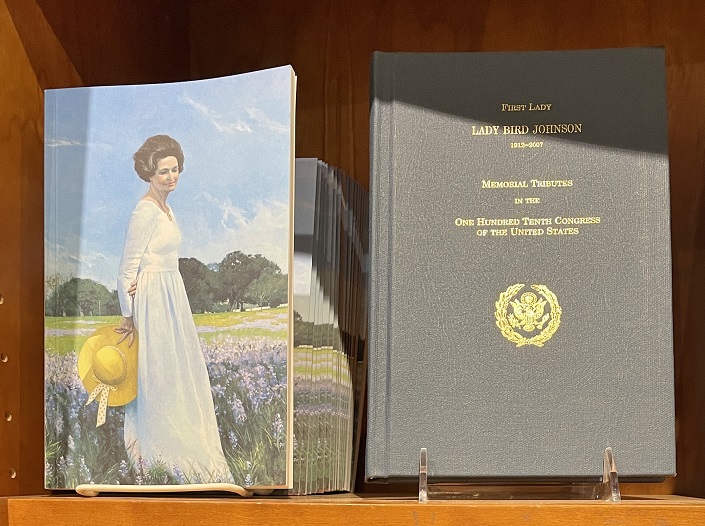 FIRST LADY
LADY BIRD JOHNSON
1912–2007
MEMORIAL TRIBUTES
IN THE
ONE HUNDRED TENTH CONGRESS
OF THE UNITED STATES